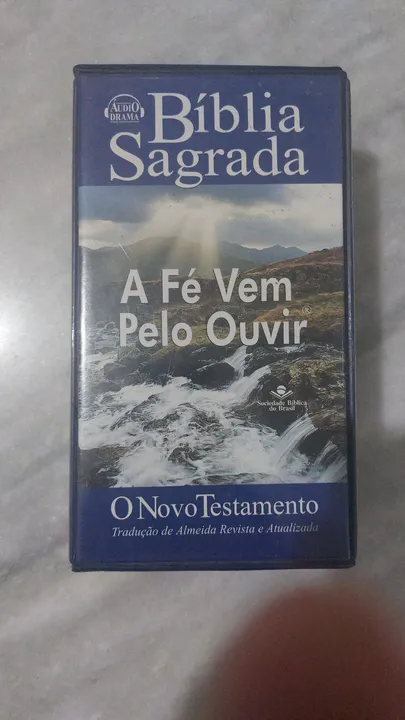 ÁUDIO
DRAMA
Bíblia
Sagrada
A Fé Vem
Pelo Ouvir®
Sociedade Bíblica
do Brasil
O Novo Testamento
Tradução de Almeida Revista e Atualizada